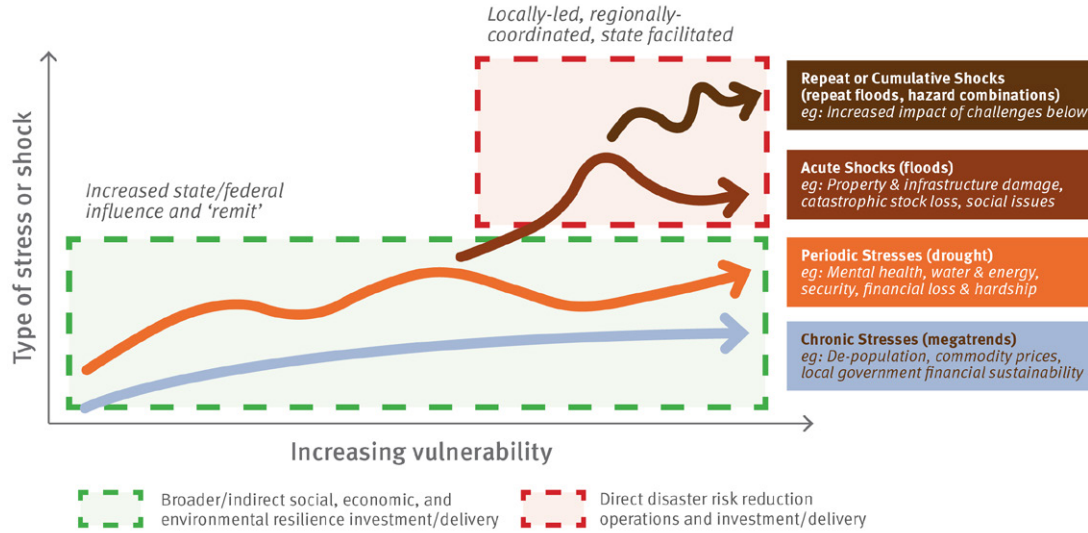 Locally-led, regionally-
coordinated, state facilitated
Type of stress or shock
Increased state/federal
influence and ‘remit’
Repeat or Cumulative Shocks
(repeat floods, hazard combinations)
eg: Increased impact of challenges below
Acute Shocks (floods)
eg: Property & infrastructure damage,
catastrophic stock loss, social issues
Periodic Stresses (drought)
eg: Mental health, water & energy,
security, financial loss & hardship
Chronic Stresses (megatrends)
eg: De-population, commodity prices,
local government financial sustainability
Increasing vulnerability
Broader/indirect social, economic, and
environmental resilience investment/delivery
Direct disaster risk reduction
operations and investment/delivery